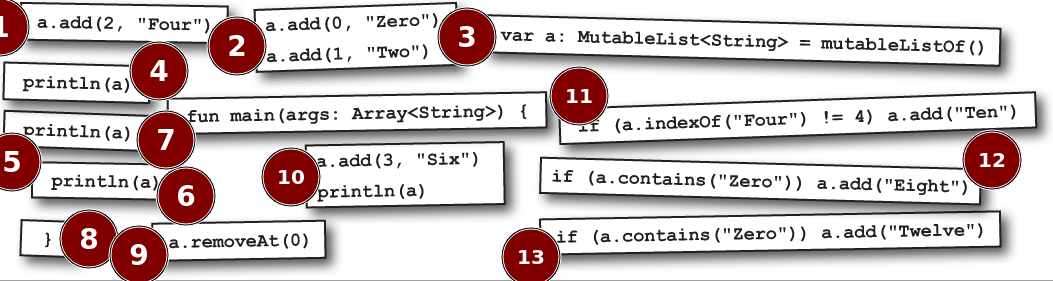 1 a.add(2, "Four")
2 a.add(0, "Zero")
a.add(1, "Two")
3 var a: MutableList<String> = mutableListOf()
4 println(a)
fun main(args: Array<String>) {
11 if (a.indexOf("Four") != 4) a.add("Ten")
println(a) 7
5 println(a) 6
10 a.add(3, "Six")
println(a)
if (a.contains("Zero")) a.add("Eight") 12
} 8
9 a.removeAt(0)
13 if (a.contains("Zero")) a.add("Twelve")